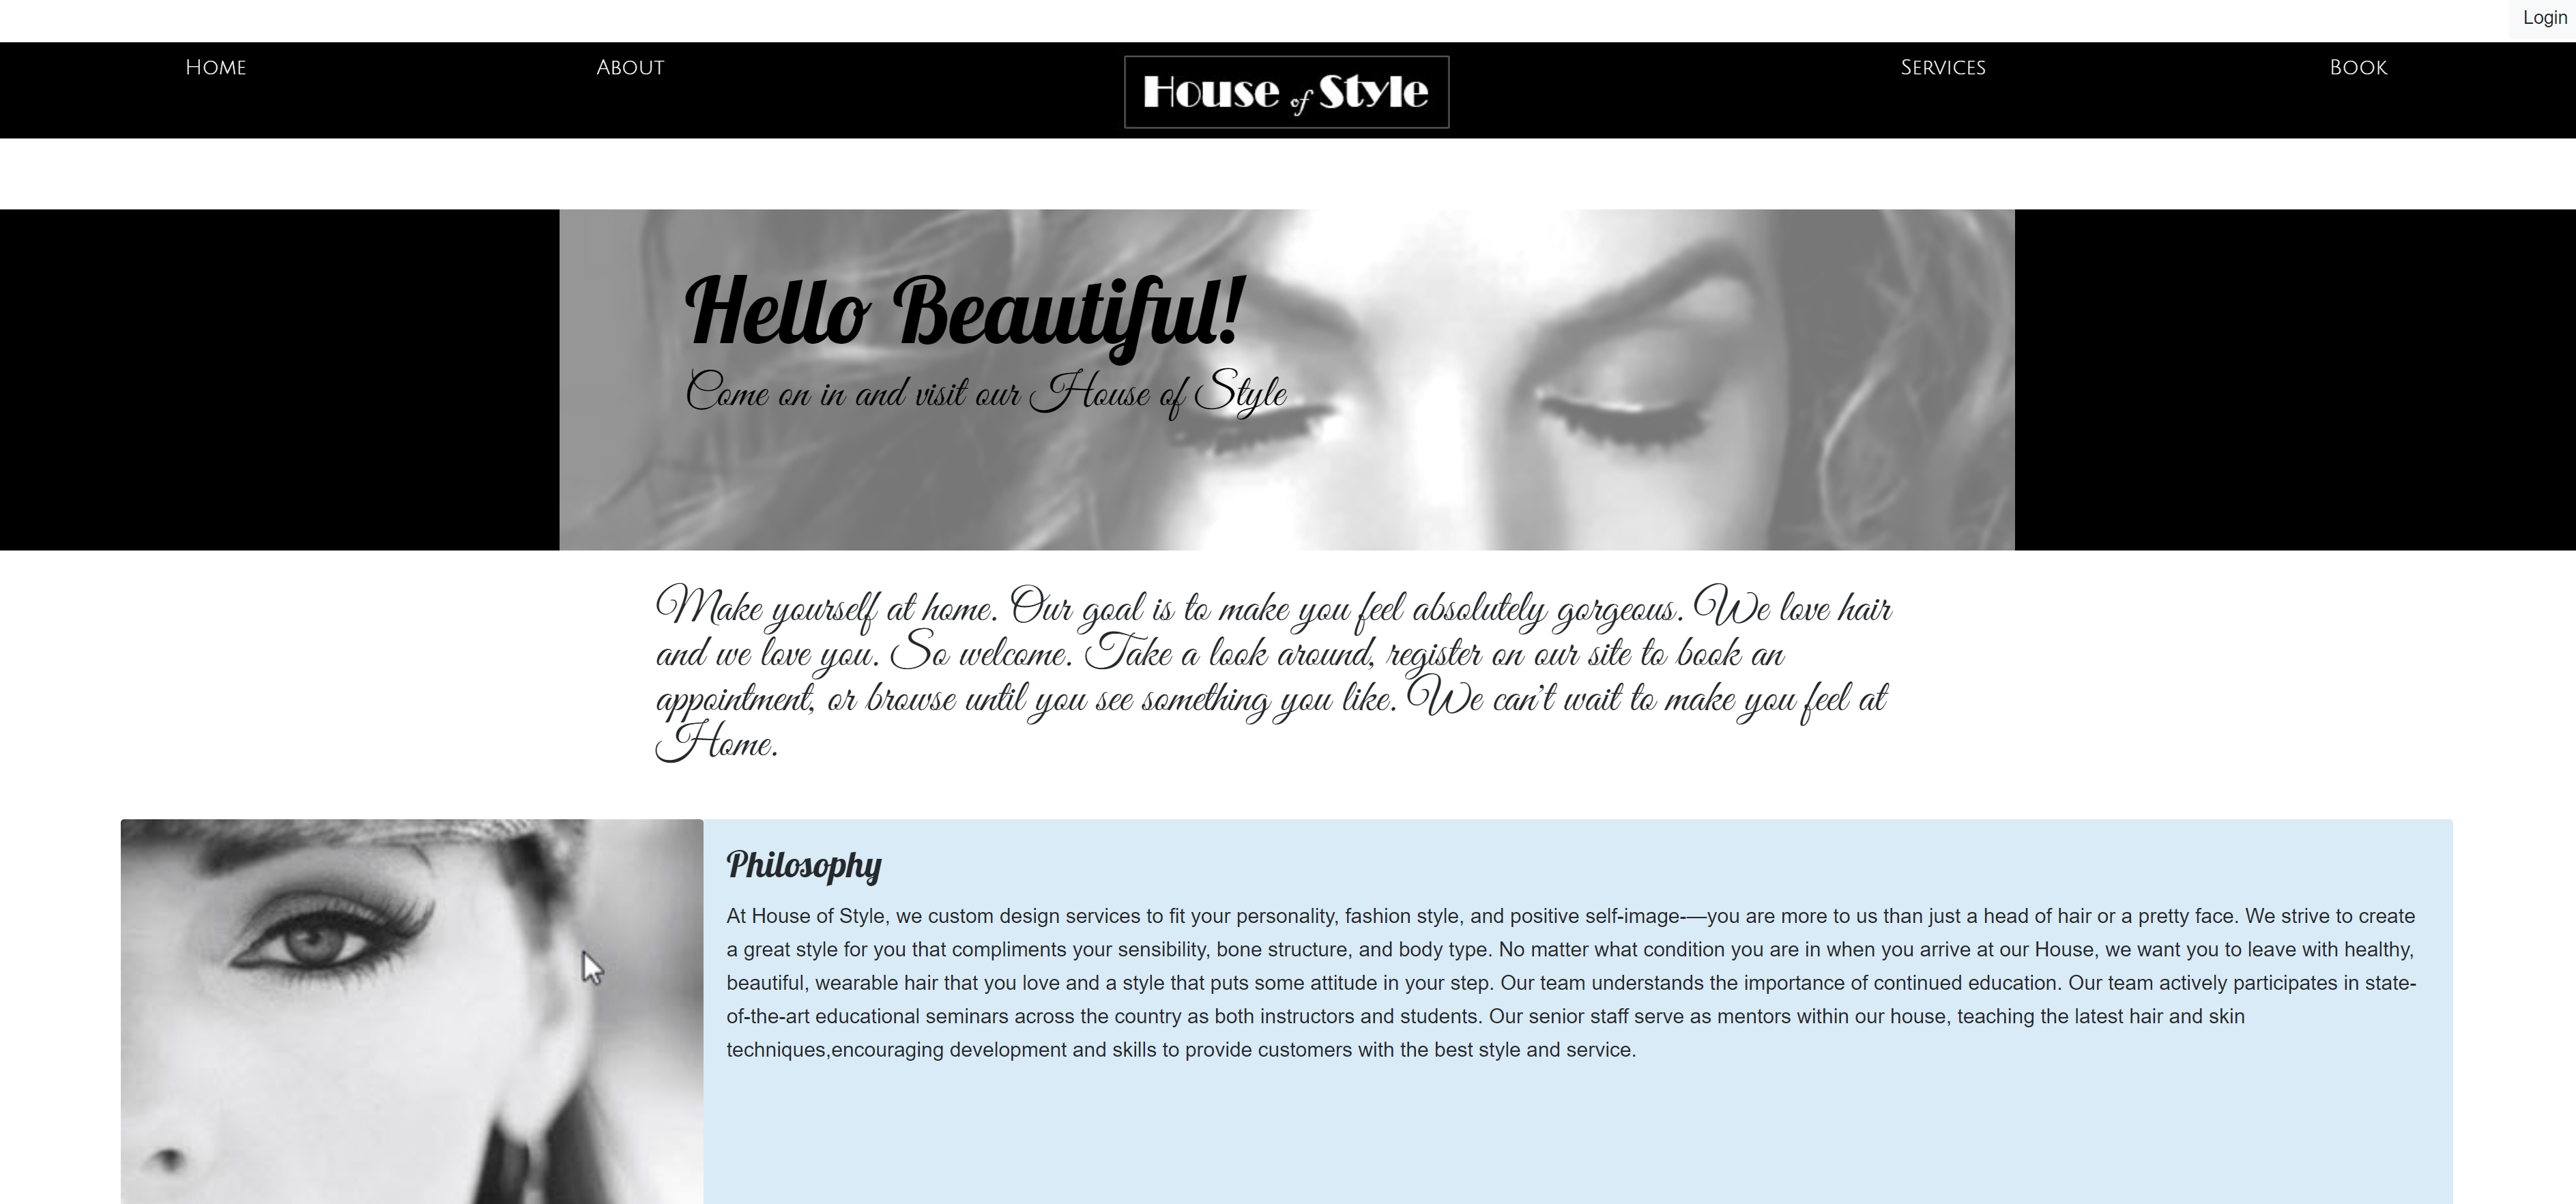 Login
Home
About
House of Style
Services
Book
Hello Beautiful!
Come on in and visit our House of Style
Make yourself at home. Our goal is to make you feel absolutely gorgeous. We love hair
and we love you. So welcome. Take a look around, register on our site to book an
appointment, or browse until you see something you like. We can't wait to make you feel at
Home.
Philosophy
At House of Style, we custom design services to fit your personality, fashion style, and positive self-image-—you are more to us than just a head of hair or a pretty face. We strive to create
a great style for you that compliments your sensibility, bone structure, and body type. No matter what condition you are in when you arrive at our House, we want you to leave with healthy,
beautiful, wearable hair that you love and a style that puts some attitude in your step. Our team understands the importance of continued education. Our team actively participates in state-
of-the-art educational seminars across the country as both instructors and students. Our senior staff serve as mentors within our house, teaching the latest hair and skin
techniques,encouraging development and skills to provide customers with the best style and service.